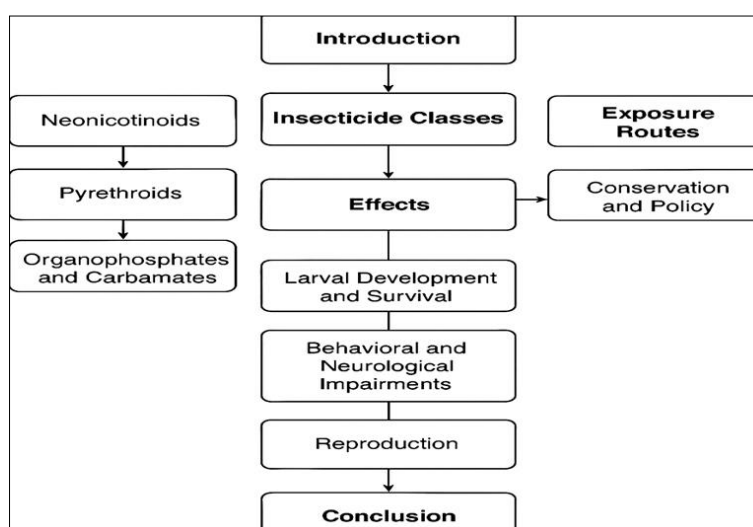 Introduction
Neonicotinoids
Insecticide Classes
Exposure
Routes
Pyrethroids
Effects
Conservation
and Policy
Organophosphates
and Carbamates
Larval Development
and Survival
Behavioral and
Neurological
Impairments
Reproduction
Conclusion